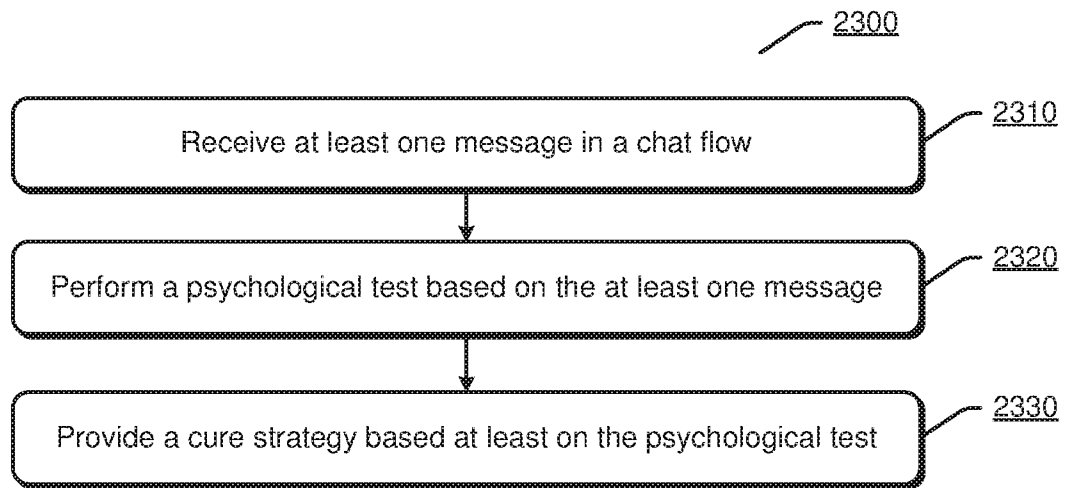 2300
Receive at least one message in a chat flow
2310
Perform a psychological test based on the at least one message
2320
Provide a cure strategy based at least on the psychological test
2330